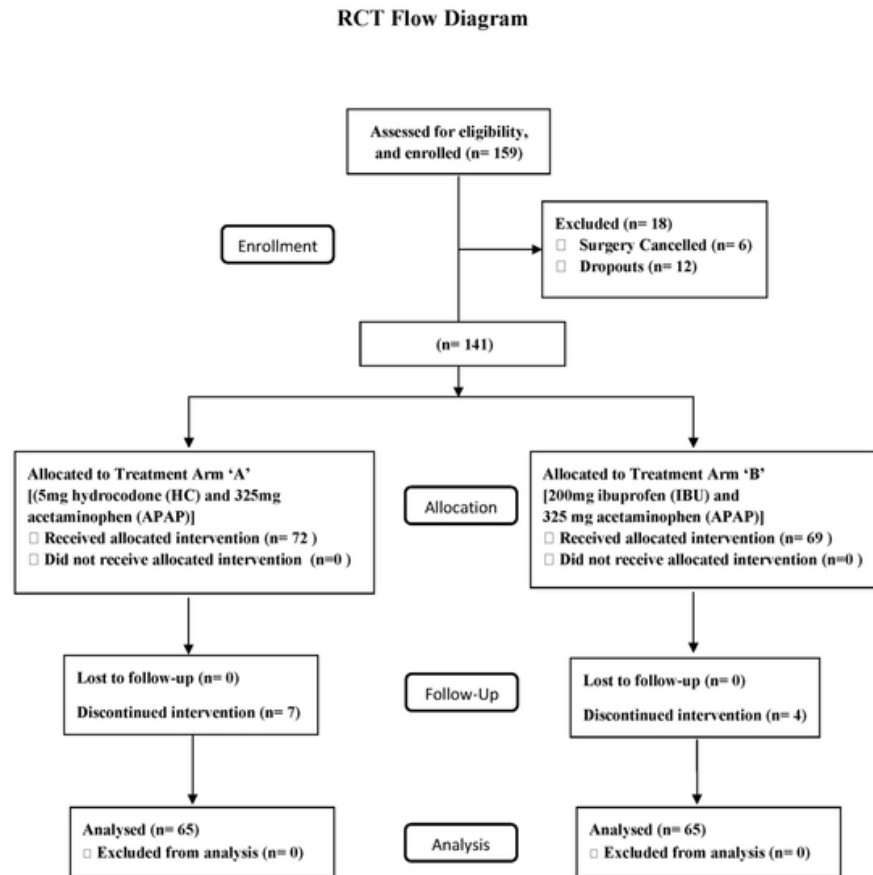 RCT Flow Diagram
Assessed for eligibility,
and enrolled (n= 159)
Enrollment
Excluded (n= 18)
□ Surgery Cancelled (n= 6)
□ Dropouts (n= 12)
(n= 141)
Allocated to Treatment Arm ‘A’
[(5mg hydrocodone (HC) and 325mg
acetaminophen (APAP)]
□ Received allocated intervention (n= 72 )
□ Did not receive allocated intervention (n=0 )
Allocation
Allocated to Treatment Arm ‘B’
[200mg ibuprofen (IBU) and
325 mg acetaminophen (APAP)]
□ Received allocated intervention (n= 69 )
□ Did not receive allocated intervention (n=0 )
Lost to follow-up (n= 0)
Discontinued intervention (n= 7)
Follow-Up
Lost to follow-up (n= 0)
Discontinued intervention (n= 4)
Analysed (n= 65)
□ Excluded from analysis (n= 0)
Analysis
Analysed (n= 65)
□ Excluded from analysis (n= 0)